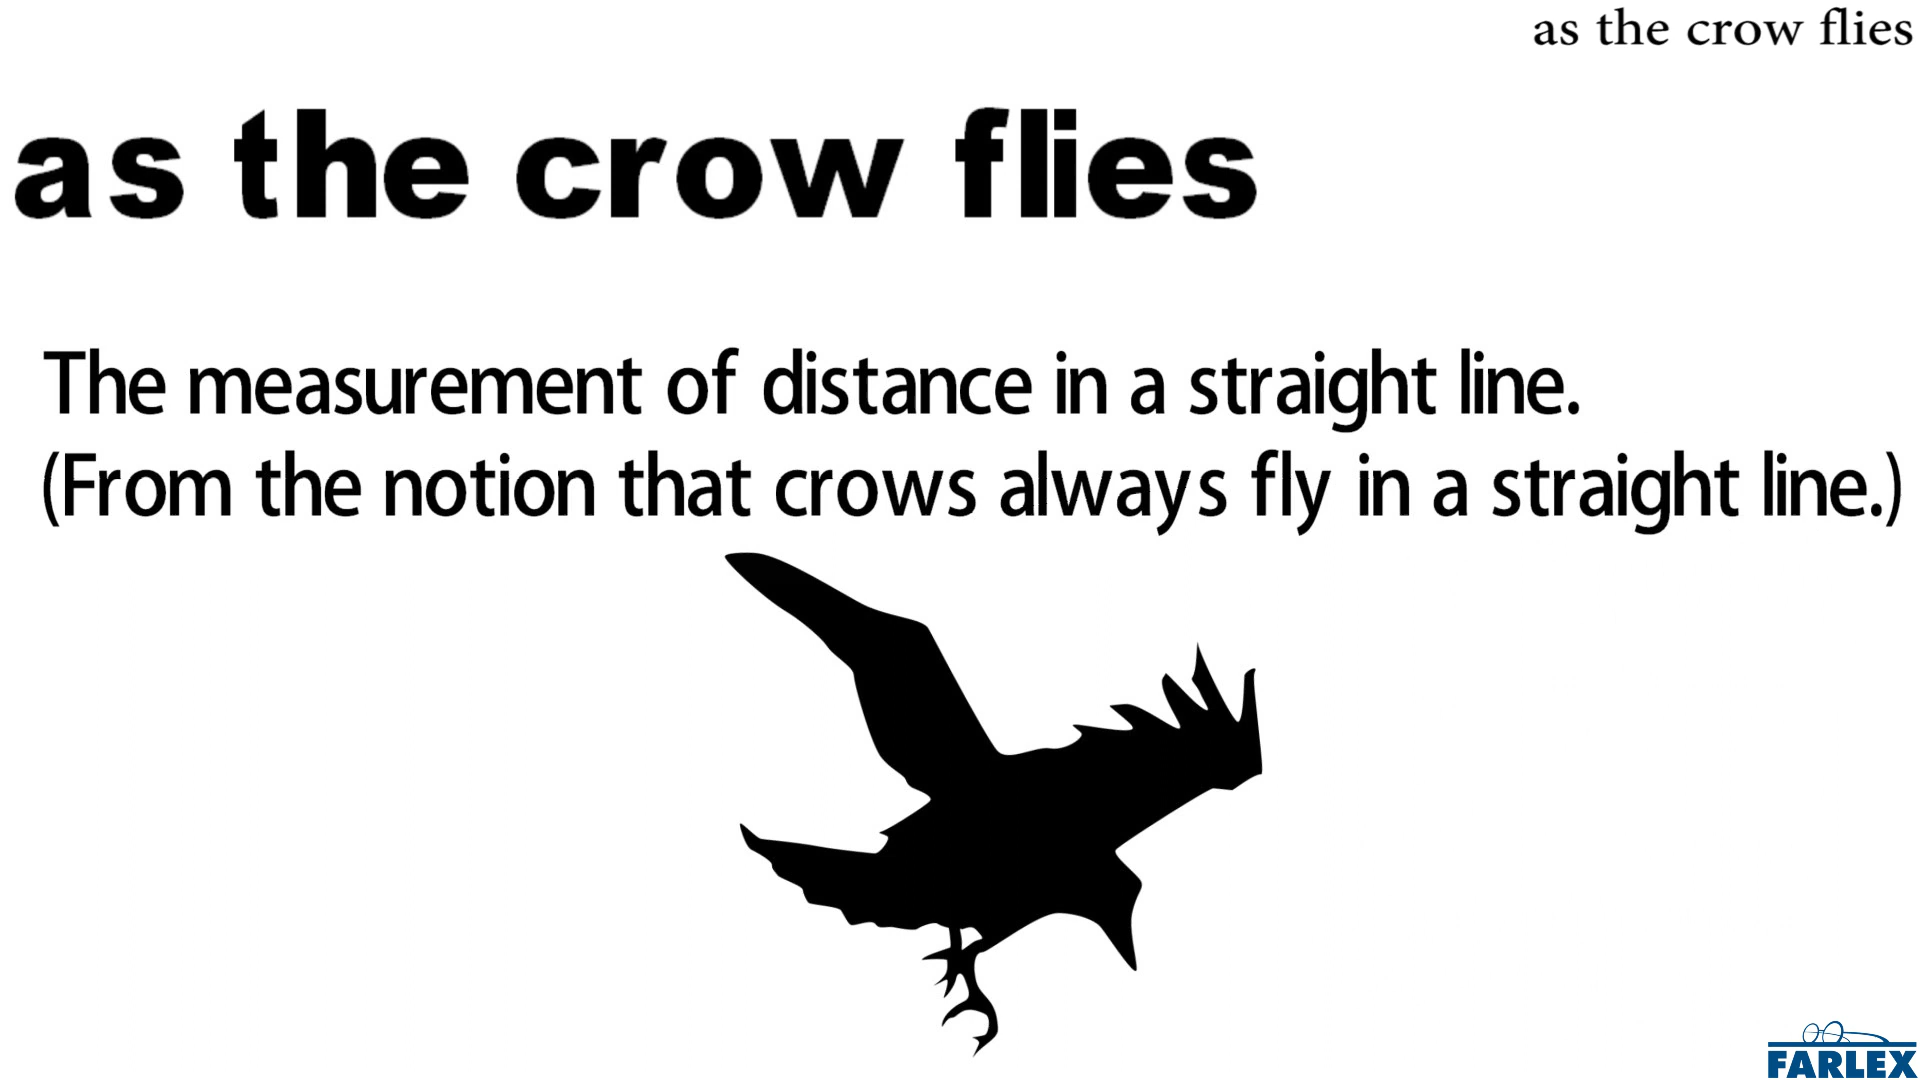 as the crow flies
as the crow flies
The measurement of distance in a straight line.
(From the notion that crows always fly in a straight line.)
FARLEX